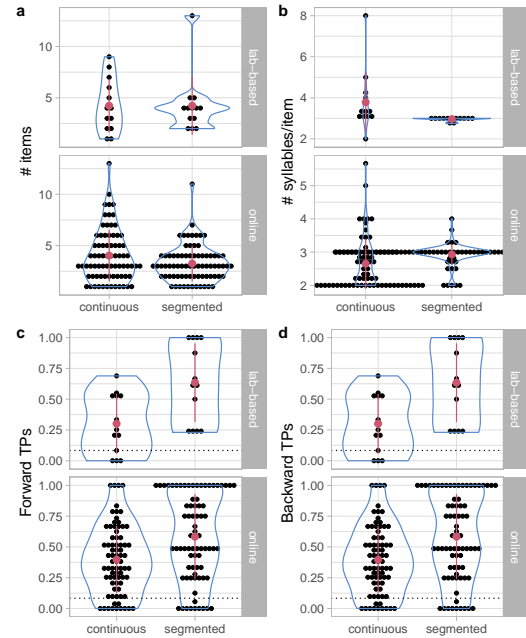 a
# items
10
5
lab−based
10
5
online
continuous segmented
b
# syllables/item
8
6
4
2
lab−based
5
4
3
2
online
continuous segmented
c
Forward TPs
1.00
0.75
0.50
0.25
0.00
lab−based
1.00
0.75
0.50
0.25
0.00
online
continuous segmented
d
Backward TPs
1.00
0.75
0.50
0.25
0.00
lab−based
1.00
0.75
0.50
0.25
0.00
online
continuous segmented